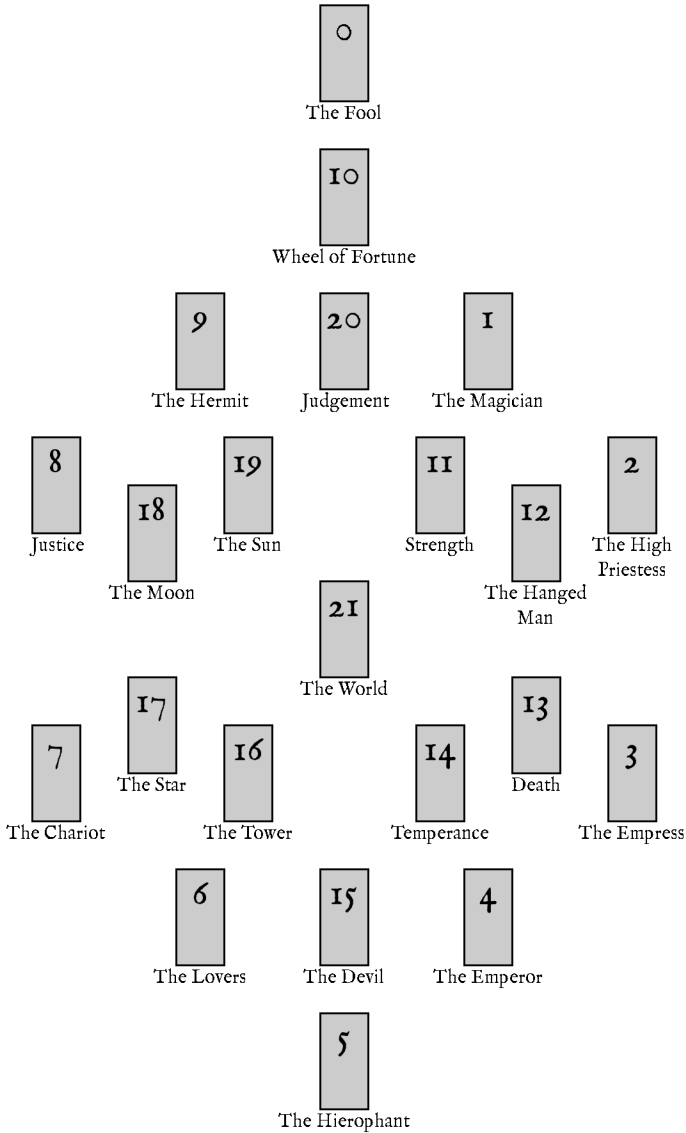 0
The Fool
10
Wheel of Fortune
9
The Hermit
20
Judgement
1
The Magician
8
Justice
18
The Moon
19
The Sun
11
Strength
12
The Hanged
Man
2
The High
Priestess
21
The World
7
The Chariot
17
The Star
16
The Tower
14
Temperance
13
Death
3
The Empress
6
The Lovers
15
The Devil
4
The Emperor
5
The Hierophant